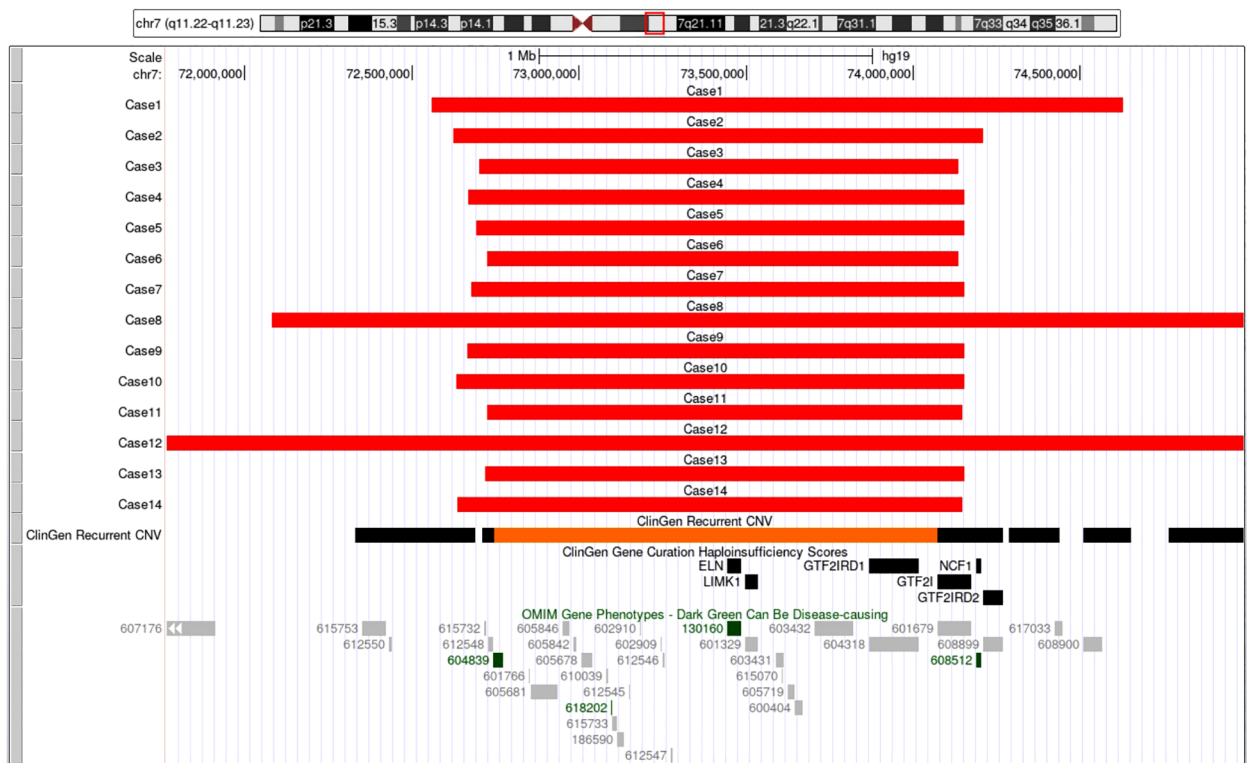 chr7 (q11.22-q11.23) p21.3 15.3 p14.3 p14.1 7q21.11 21.3 q22.1 7q31.1 7q33 q34 q35 36.1
Scale 1 Mb hg19
chr7: 72,000,000 72,500,000 73,000,000 73,500,000 74,000,000 74,500,000
Case1
Case1
Case2
Case2
Case3
Case3
Case4
Case4
Case5
Case5
Case6
Case6
Case7
Case7
Case8
Case8
Case9
Case9
Case10
Case10
Case11
Case11
Case12
Case12
Case13
Case13
Case14
Case14
ClinGen Recurrent CNV
ClinGen Recurrent CNV
ClinGen Gene Curation Haploinsufficiency Scores
ELN GTF2IRD1 NCF1
LIMK1 GTF2I
GTF2IRD2
OMIM Gene Phenotypes - Dark Green Can Be Disease-causing
607176 615753 615732 605846 602910 130160 603432 601679 617033
612550 612548 605842 602909 601329 604318 608899 608900
604839 605678 612546 603431 608512
601766 610039 615070
605681 612545 605719
618202 600404
615733
186590
612547